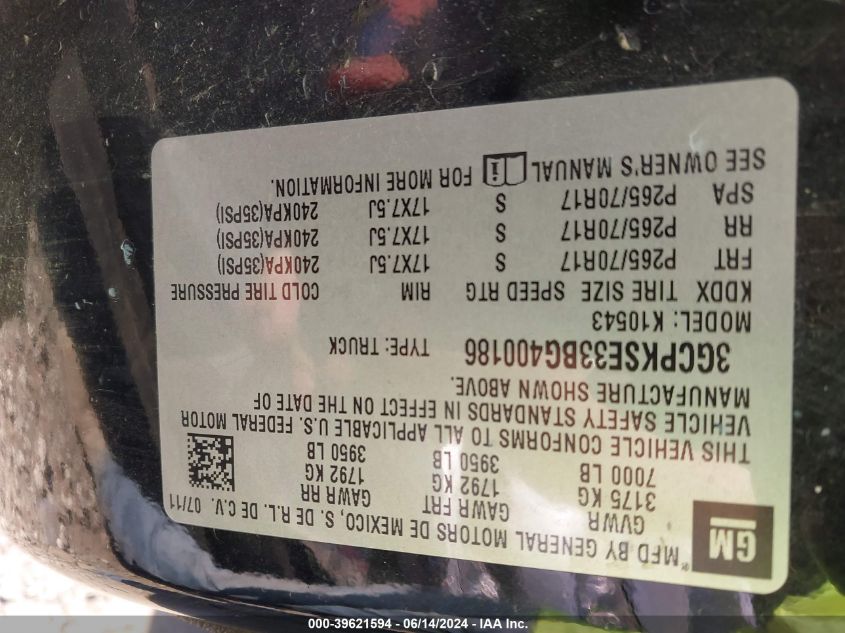 GM
MFD BY GENERAL MOTORS DE MEXICO, S. DE R.L. DE C.V. 07/11
GVWR GAWR FRT GAWR RR
3175 KG 1792 KG 1792 KG
7000 LB 3950 LB 3950 LB
THIS VEHICLE CONFORMS TO ALL APPLICABLE U.S. FEDERAL MOTOR
VEHICLE SAFETY STANDARDS IN EFFECT ON THE DATE OF
MANUFACTURE SHOWN ABOVE.
3GCPKSE33BG400186 TYPE: TRUCK
MODEL: K10543
KDDX TIRE SIZE SPEED RTG RIM COLD TIRE PRESSURE
FRT P265/70R17 S 17X7.5J 240KPA(35PSI)
RR P265/70R17 S 17X7.5J 240KPA(35PSI)
SPA P265/70R17 S 17X7.5J 240KPA(35PSI)
SEE OWNER'S MANUAL FOR MORE INFORMATION.
000-39621594 - 06/14/2024 - IAA Inc.